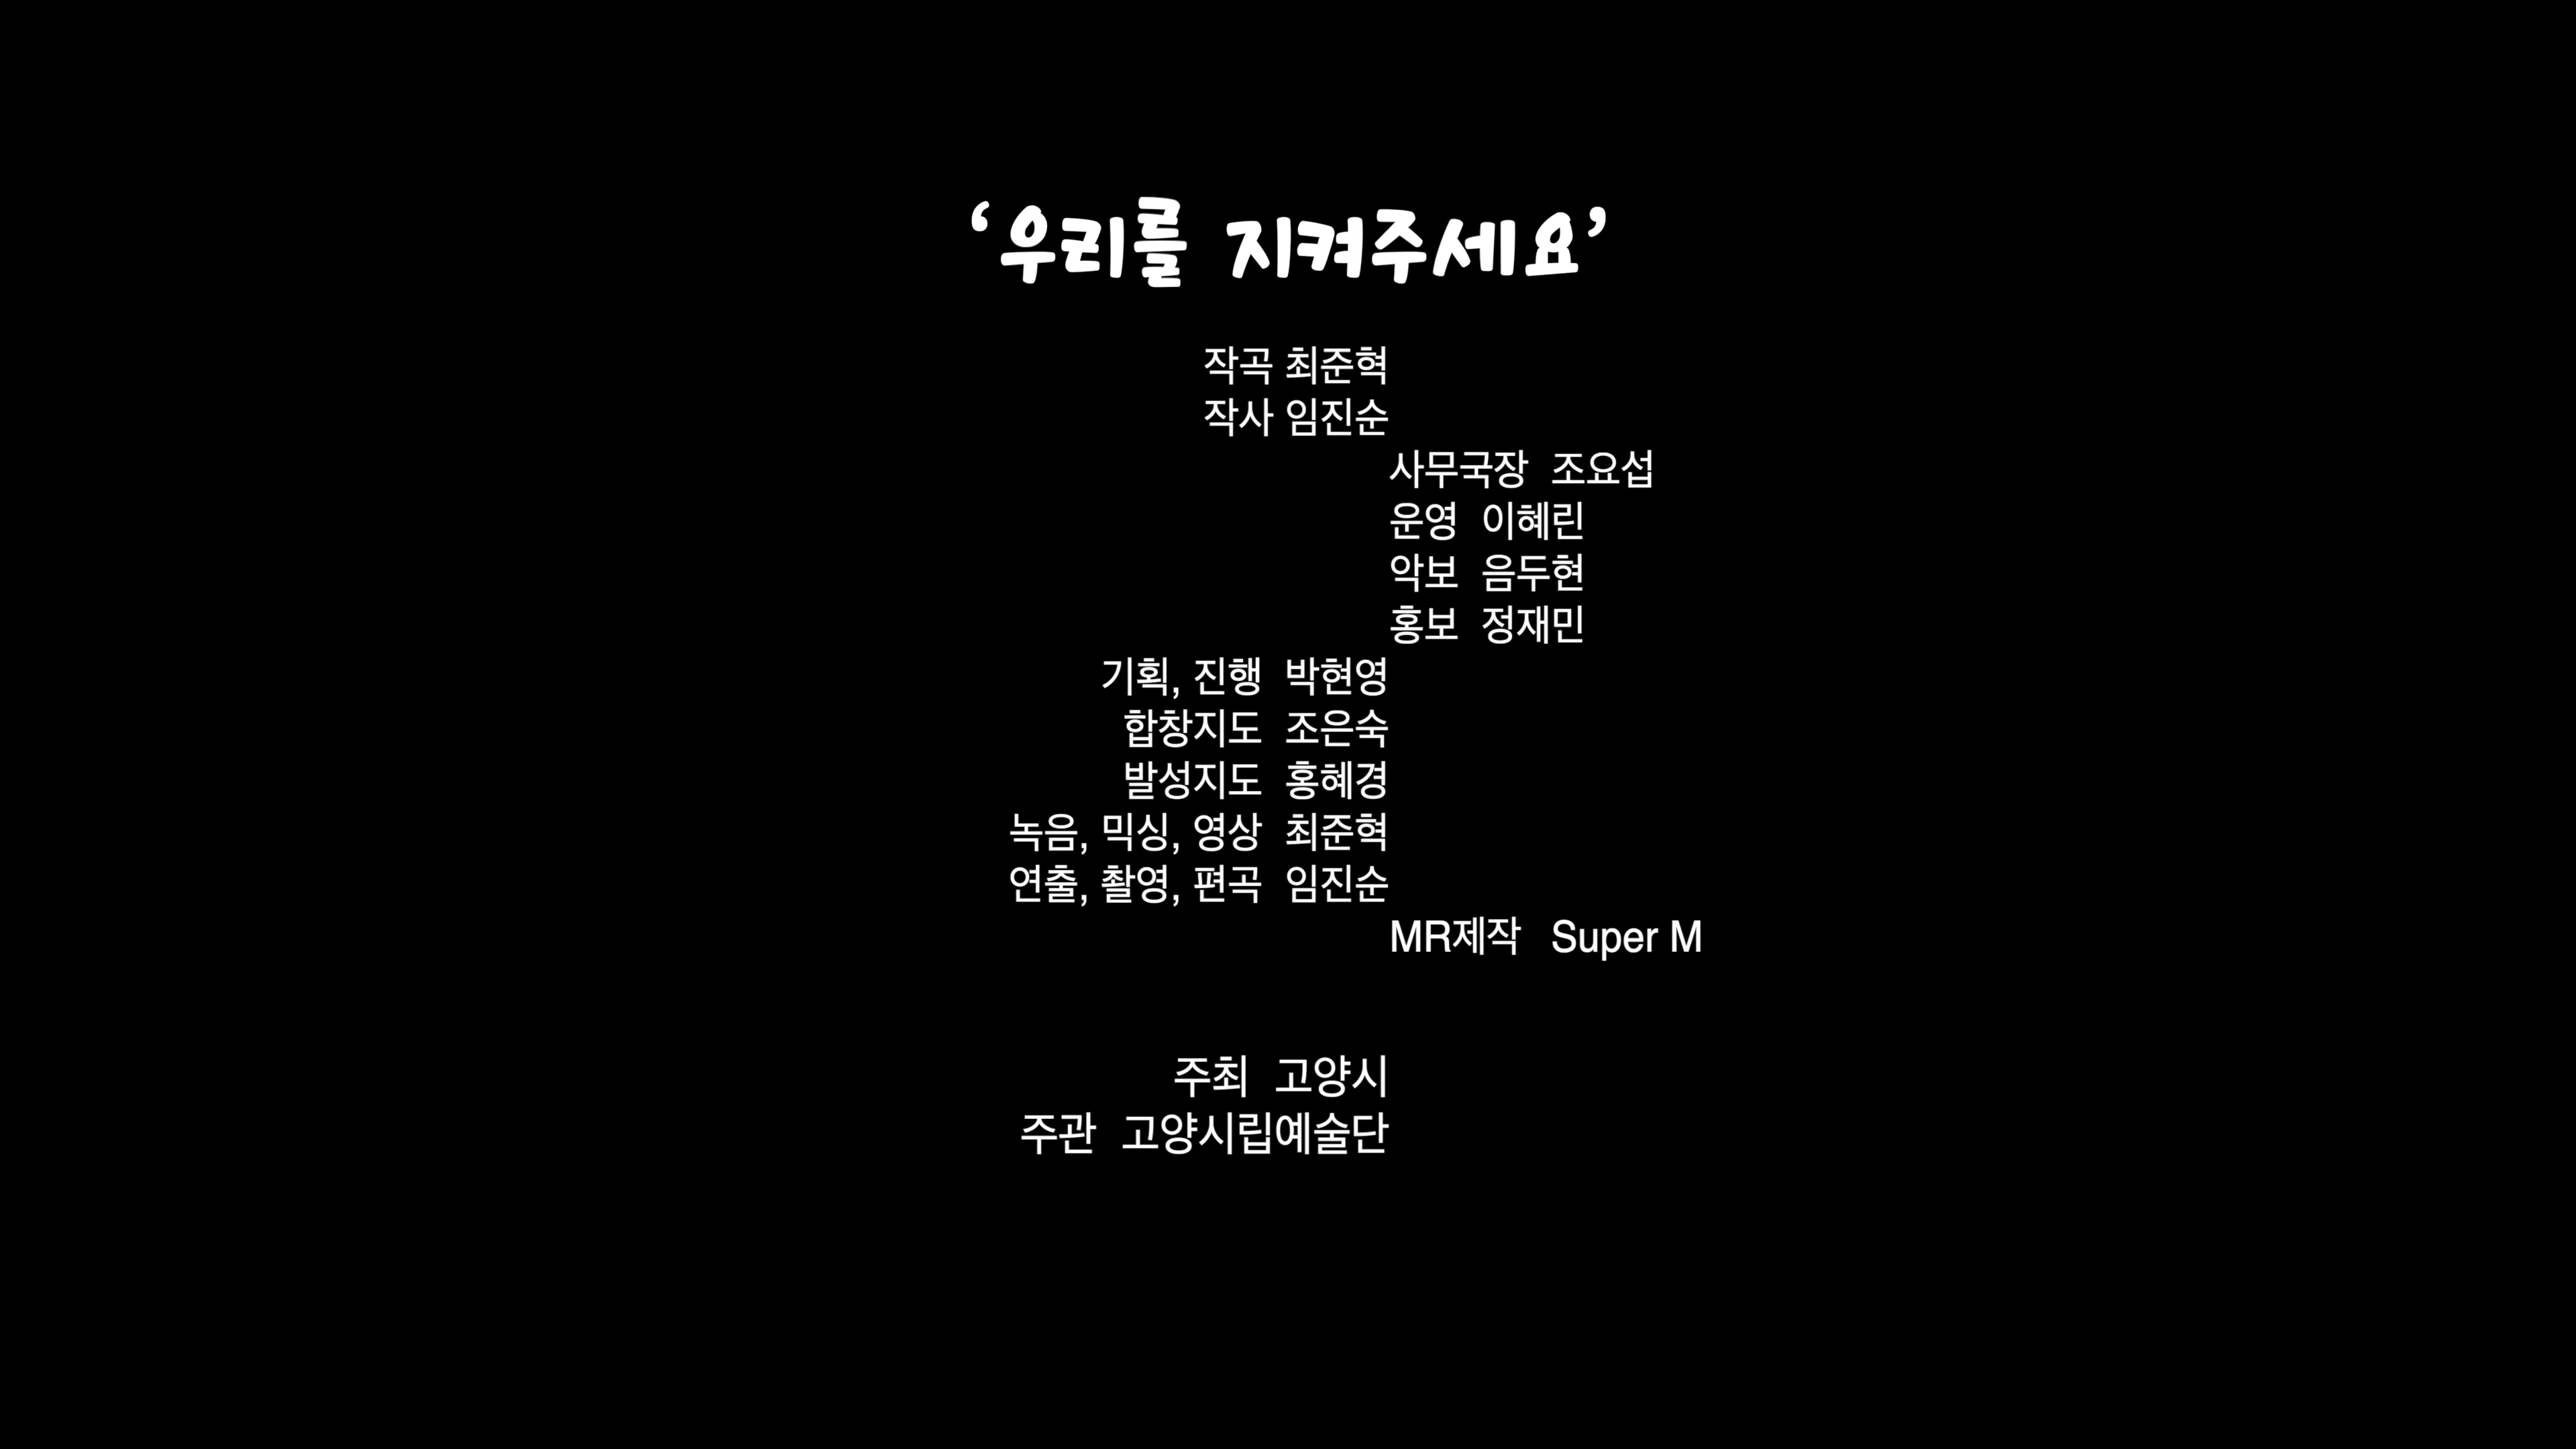 ‘우리를 지켜주세요’
작곡 최준혁
작사 임진순
사무국장 조요섭
운영 이혜린
악보 음두현
홍보 정재민
기획, 진행 박현영
합창지도 조은숙
발성지도 홍혜경
녹음, 믹싱, 영상 최준혁
연출, 촬영, 편곡 임진순
MR제작 Super M
주최 고양시
주관 고양시립예술단